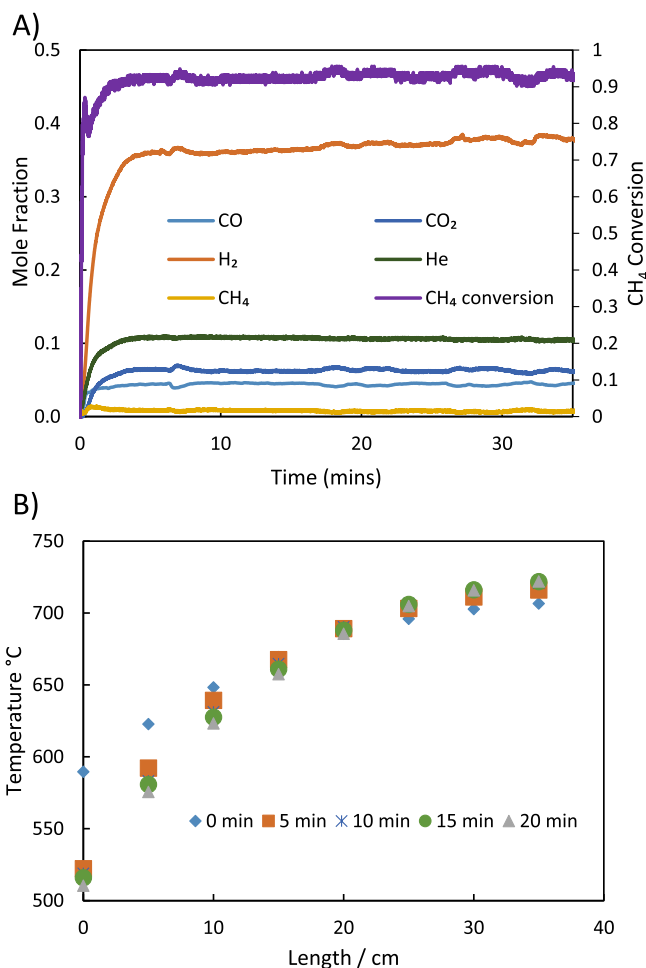 A)
0.5
0.4
0.3
0.2
0.1
0.0
Mole Fraction
1
0.9
0.8
0.7
0.6
0.5
0.4
0.3
0.2
0.1
0
CH₄ Conversion
CO CO₂
H₂ He
CH₄ CH₄ conversion
0 10 20 30
Time (mins)
B)
750
700
650
600
550
500
Temperature °C
0 min 5 min 10 min 15 min 20 min
0 10 20 30 40
Length / cm